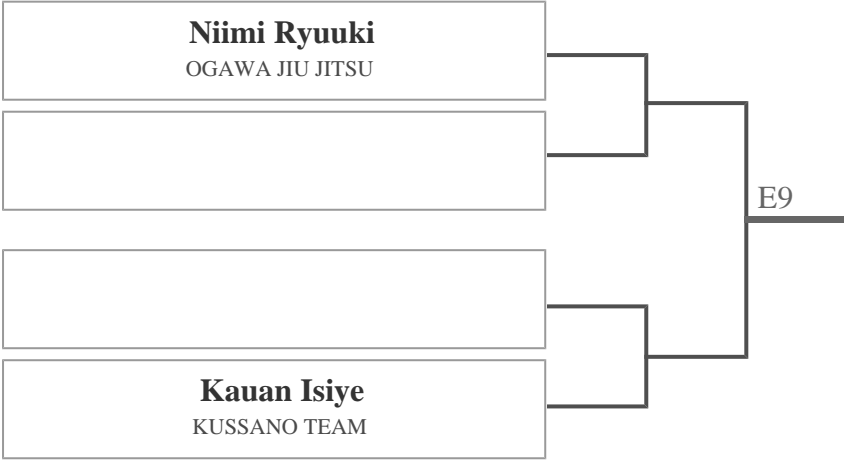 Niimi Ryuuki
OGAWA JIU JITSU
E9
Kauan Isiye
KUSSANO TEAM